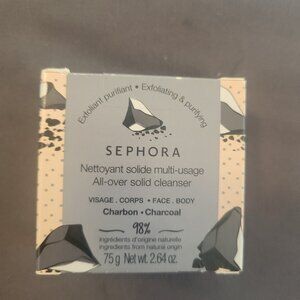 Exfoliant purifiant • Exfoliating & purifying
SEPHORA
Nettoyant solide multi-usage
All-over solid cleanser
VISAGE . CORPS • FACE . BODY
Charbon • Charcoal
98%
ingrédients d'origine naturelle
ingredients from natural origin
75 g Net wt. 2.64 oz.